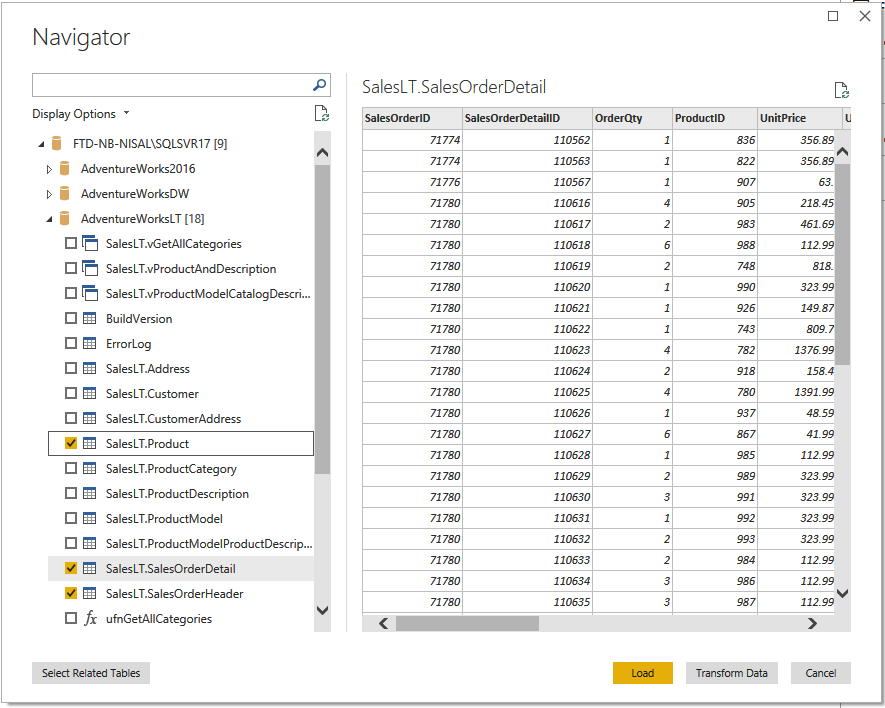 Navigator
Display Options
FTD-NB-NISAL\SQLSVR17 [9]
AdventureWorks2016
AdventureWorksDW
AdventureWorksLT [18]
SalesLT.vGetAllCategories
SalesLT.vProductAndDescription
SalesLT.vProductModelCatalogDescri...
BuildVersion
ErrorLog
SalesLT.Address
SalesLT.Customer
SalesLT.CustomerAddress
SalesLT.Product
SalesLT.ProductCategory
SalesLT.ProductDescription
SalesLT.ProductModel
SalesLT.ProductModelProductDescrip...
SalesLT.SalesOrderDetail
SalesLT.SalesOrderHeader
fx ufnGetAllCategories
SalesLT.SalesOrderDetail
SalesOrderID SalesOrderDetailID OrderQty ProductID UnitPrice U
71774 110562 1 836 356.89
71774 110563 1 822 356.89
71776 110567 1 907 63.
71780 110616 4 905 218.45
71780 110617 2 983 461.69
71780 110618 6 988 112.99
71780 110619 2 748 818.
71780 110620 1 990 323.99
71780 110621 1 926 149.87
71780 110622 1 743 809.7
71780 110623 4 782 1376.99
71780 110624 2 918 158.4
71780 110625 4 780 1391.99
71780 110626 1 937 48.59
71780 110627 6 867 41.99
71780 110628 1 985 112.99
71780 110629 2 989 323.99
71780 110630 3 991 323.99
71780 110631 1 992 323.99
71780 110632 2 993 323.99
71780 110633 2 984 112.99
71780 110634 3 986 112.99
71780 110635 3 987 112.99
Select Related Tables Load Transform Data Cancel